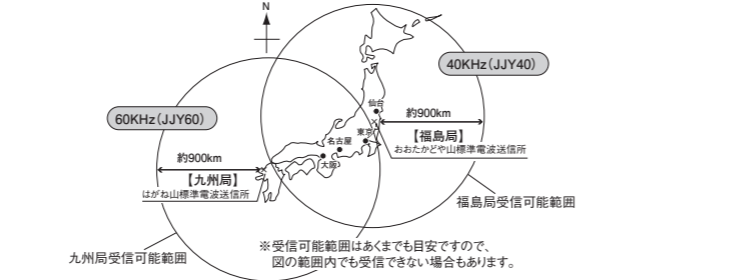 N
40KHz(JJY40)
60KHz(JJY60)
仙台
約900km
東京
【福島局】
名古屋
おおたかどや山標準電波送信所
約900km
大阪
【九州局】
はがね山標準電波送信所
福島局受信可能範囲
九州局受信可能範囲
※受信可能範囲はあくまでも目安ですので、
図の範囲内でも受信できない場合もあります。